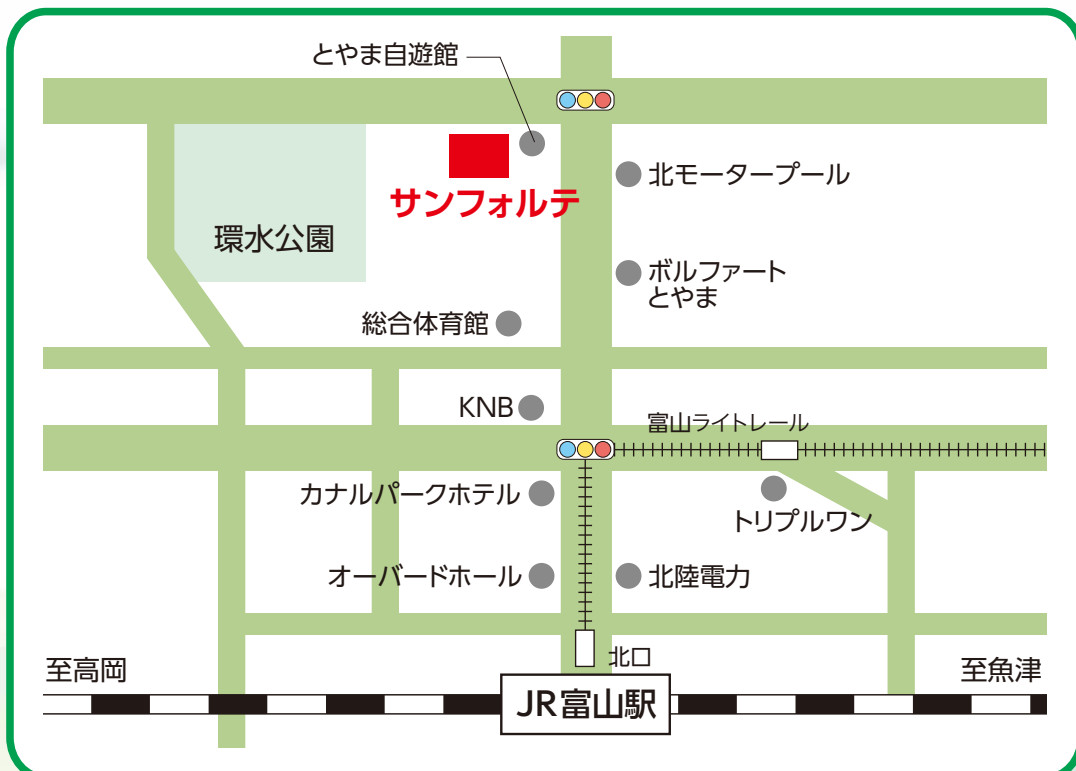 とやま自遊館
北モータープール
サンフォルテ
環水公園
ボルファート
とやま
総合体育館
KNB
富山ライトレール
カナルパークホテル
トリプルワン
オーバードホール
北陸電力
北口
至高岡
至魚津
JR富山駅